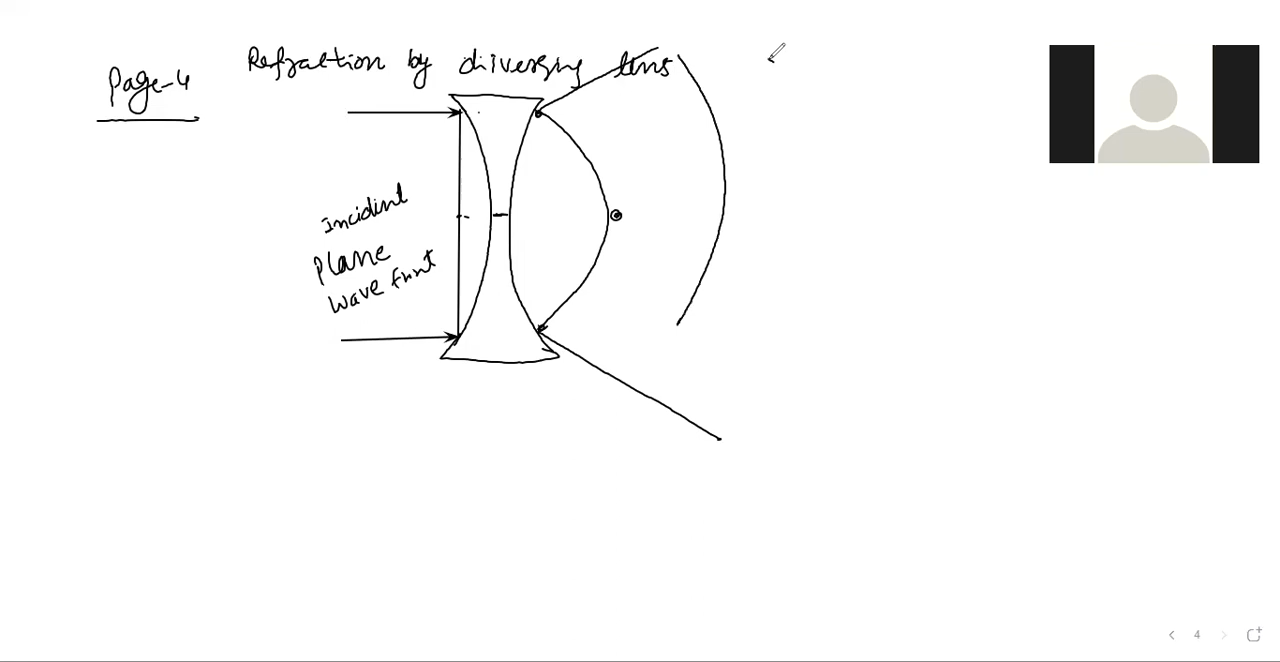 Page-4
Refraction by diverging lens
Incident
Plane
wave front
4